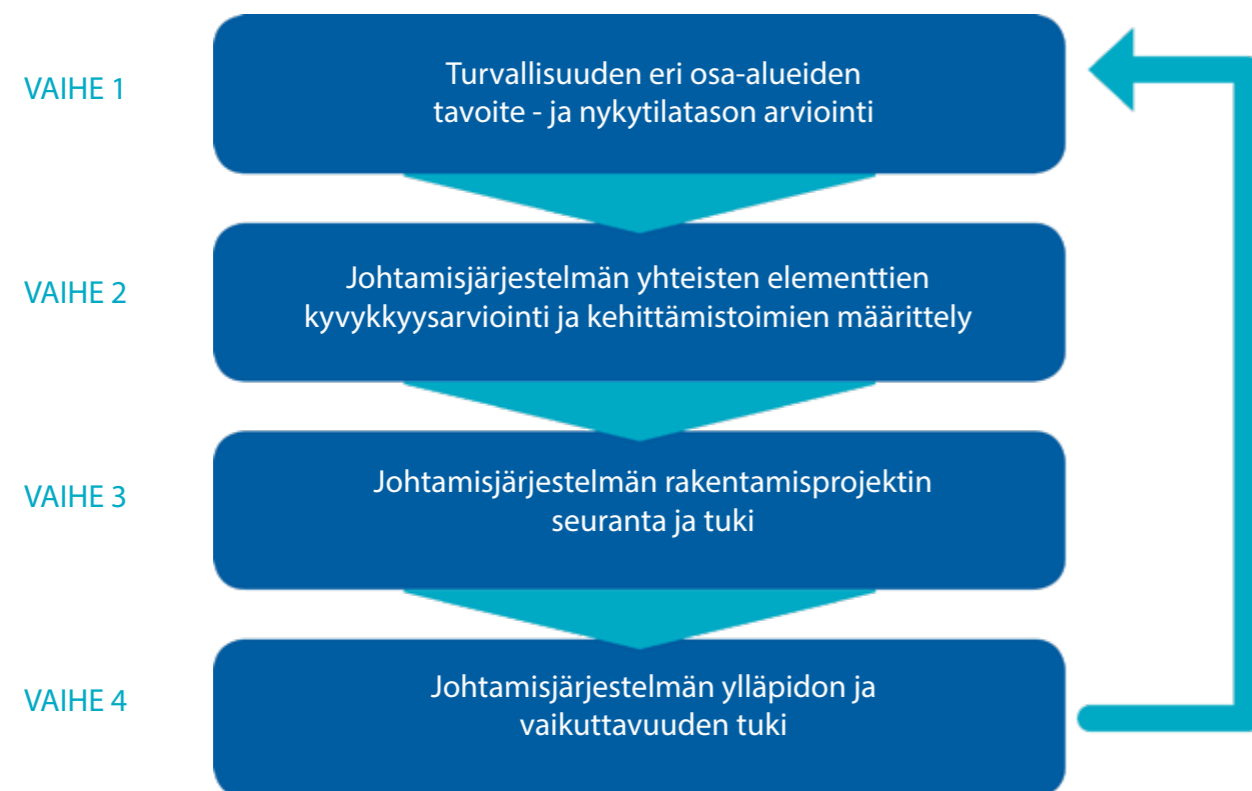 VAIHE 1
Turvallisuuden eri osa-alueiden
tavoite - ja nykytilatason arviointi
VAIHE 2
Johtamisjärjestelmän yhteisten elementtien
kyvykkyysarviointi ja kehittämistoimien määrittely
VAIHE 3
Johtamisjärjestelmän rakentamisprojektin
seuranta ja tuki
VAIHE 4
Johtamisjärjestelmän ylläpidon ja
vaikuttavuuden tuki